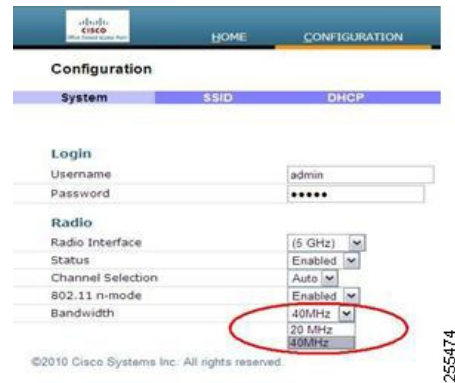 cisco
HOME
CONFIGURATION
Configuration
System
SSID
DHCP
Login
Username
admin
Password
•••••
Radio
Radio Interface
(5 GHz)
Status
Enabled
Channel Selection
Auto
802.11 n-mode
Enabled
Bandwidth
40MHz
20 MHz
40MHz
©2010 Cisco Systems Inc. All rights reserved.
255474